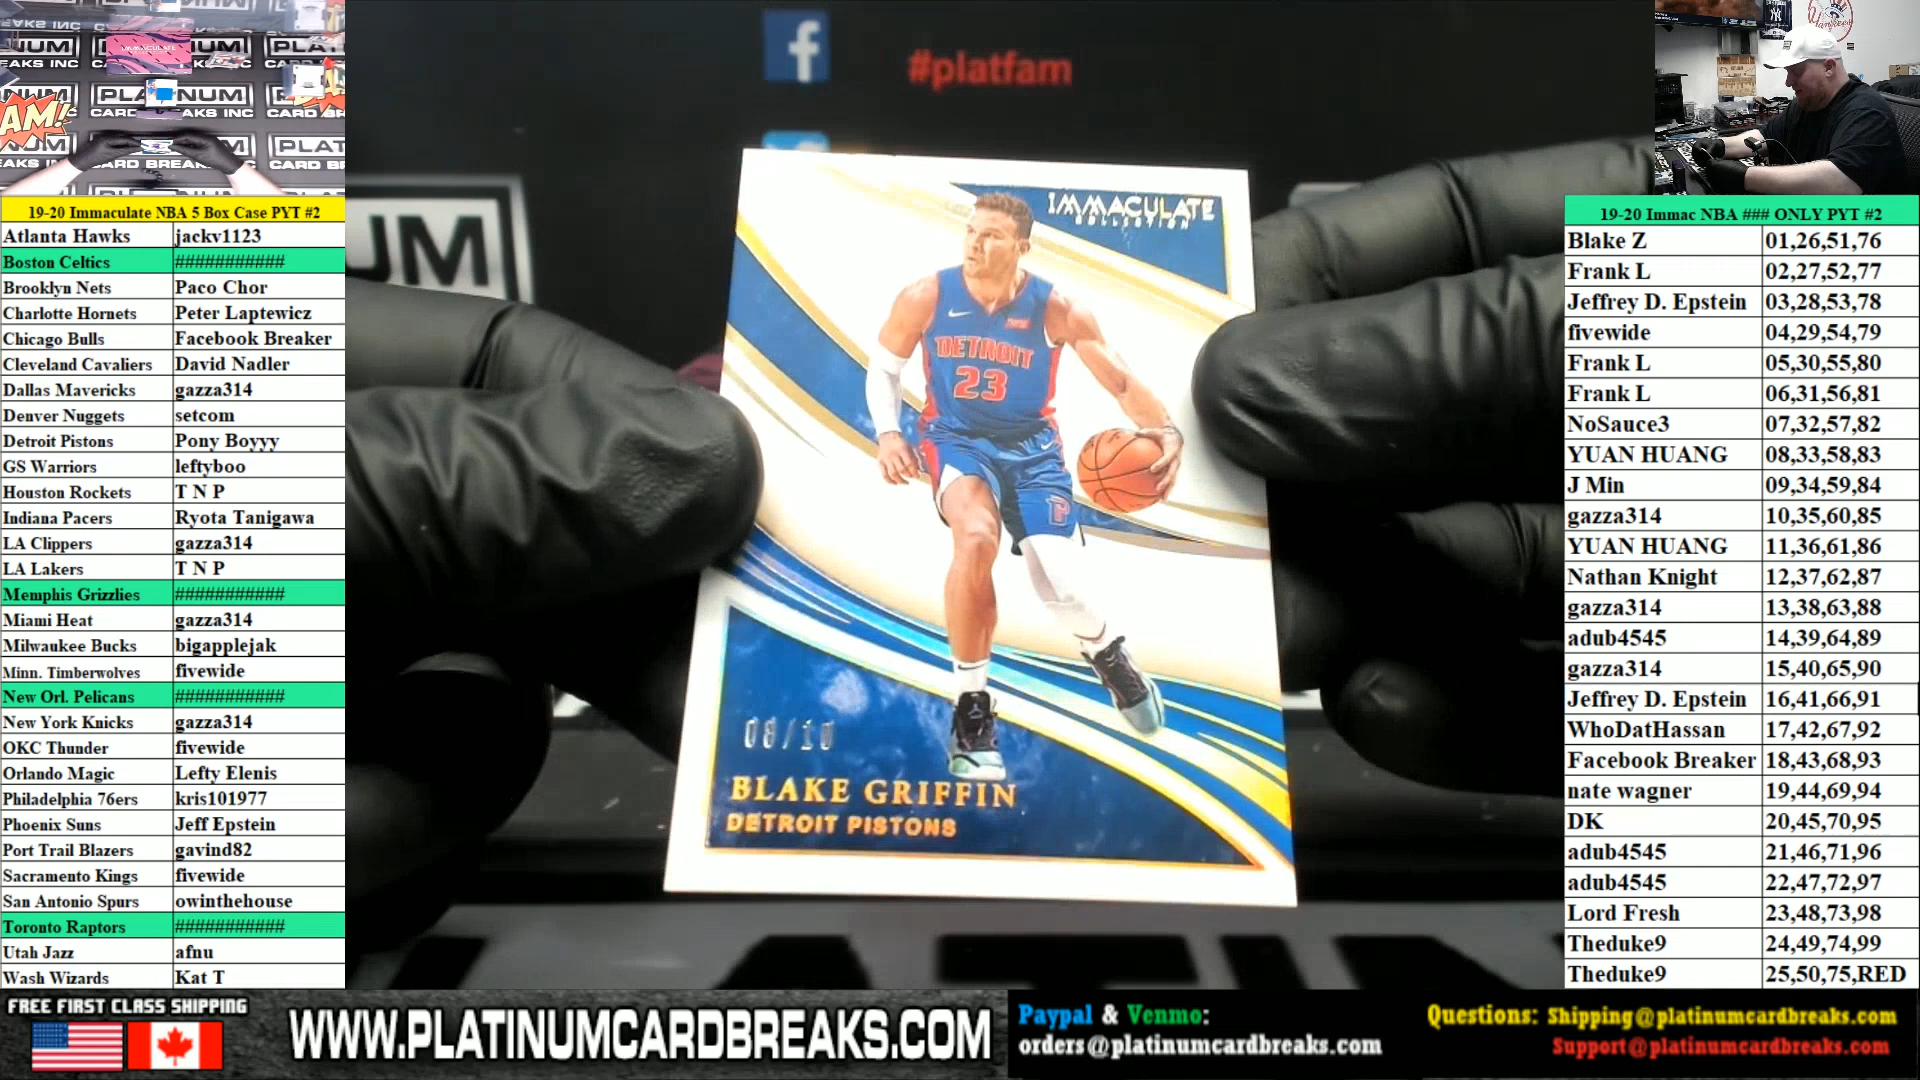 19-20 Immaculate NBA 5 Box Case PYT #2
Atlanta Hawks jackv1123
Boston Celtics ###########
Brooklyn Nets Paco Chor
Charlotte Hornets Peter Laptewicz
Chicago Bulls Facebook Breaker
Cleveland Cavaliers David Nadler
Dallas Mavericks gazza314
Denver Nuggets setcom
Detroit Pistons Pony Boyyy
GS Warriors leftyboo
Houston Rockets T N P
Indiana Pacers Ryota Tanigawa
LA Clippers gazza314
LA Lakers T N P
Memphis Grizzlies ###########
Miami Heat gazza314
Milwaukee Bucks bigapplejak
Minn. Timberwolves fivewide
New Orl. Pelicans ###########
New York Knicks gazza314
OKC Thunder fivewide
Orlando Magic Lefty Elenis
Philadelphia 76ers kris101977
Phoenix Suns Jeff Epstein
Port Trail Blazers gavind82
Sacramento Kings fivewide
San Antonio Spurs owinthehouse
Toronto Raptors ###########
Utah Jazz afnu
Wash Wizards Kat T
#platfam
IMMACULATE
COLLECTION
DETROIT
23
08/10
BLAKE GRIFFIN
DETROIT PISTONS
19-20 Immac NBA ### ONLY PYT #2
Blake Z 01,26,51,76
Frank L 02,27,52,77
Jeffrey D. Epstein 03,28,53,78
fivewide 04,29,54,79
Frank L 05,30,55,80
Frank L 06,31,56,81
NoSauce3 07,32,57,82
YUAN HUANG 08,33,58,83
J Min 09,34,59,84
gazza314 10,35,60,85
YUAN HUANG 11,36,61,86
Nathan Knight 12,37,62,87
gazza314 13,38,63,88
adub4545 14,39,64,89
gazza314 15,40,65,90
Jeffrey D. Epstein 16,41,66,91
WhoDatHassan 17,42,67,92
Facebook Breaker 18,43,68,93
nate wagner 19,44,69,94
DK 20,45,70,95
adub4545 21,46,71,96
adub4545 22,47,72,97
Lord Fresh 23,48,73,98
Theduke9 24,49,74,99
Theduke9 25,50,75,RED
FREE FIRST CLASS SHIPPING
WWW.PLATINUMCARDBREAKS.COM
Paypal & Venmo:
orders@platinumcardbreaks.com
Questions: Shipping@platinumcardbreaks.com
Support@platinumcardbreaks.com